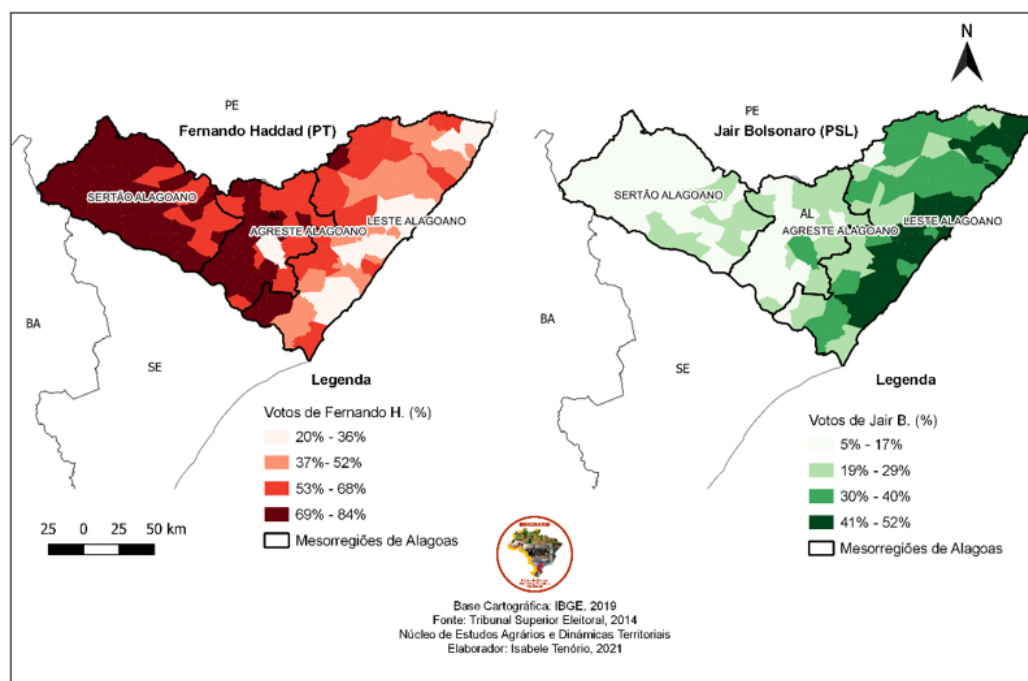 N
PE
Fernando Haddad (PT)
SERTÃO ALAGOANO
AL
AGRESTE ALAGOANO
LESTE ALAGOANO
BA
SE
Legenda
Votos de Fernando H. (%)
20% - 36%
37%- 52%
53% - 68%
69% - 84%
Mesorregiões de Alagoas
25 0 25 50 km
PE
Jair Bolsonaro (PSL)
SERTÃO ALAGOANO
AL
AGRESTE ALAGOANO
LESTE ALAGOANO
BA
SE
Legenda
Votos de Jair B. (%)
5% - 17%
19% - 29%
30% - 40%
41% - 52%
Mesorregiões de Alagoas
Base Cartográfica: IBGE, 2019
Fonte: Tribunal Superior Eleitoral, 2014
Núcleo de Estudos Agrários e Dinâmicas Territoriais
Elaborador: Isabele Tenório, 2021